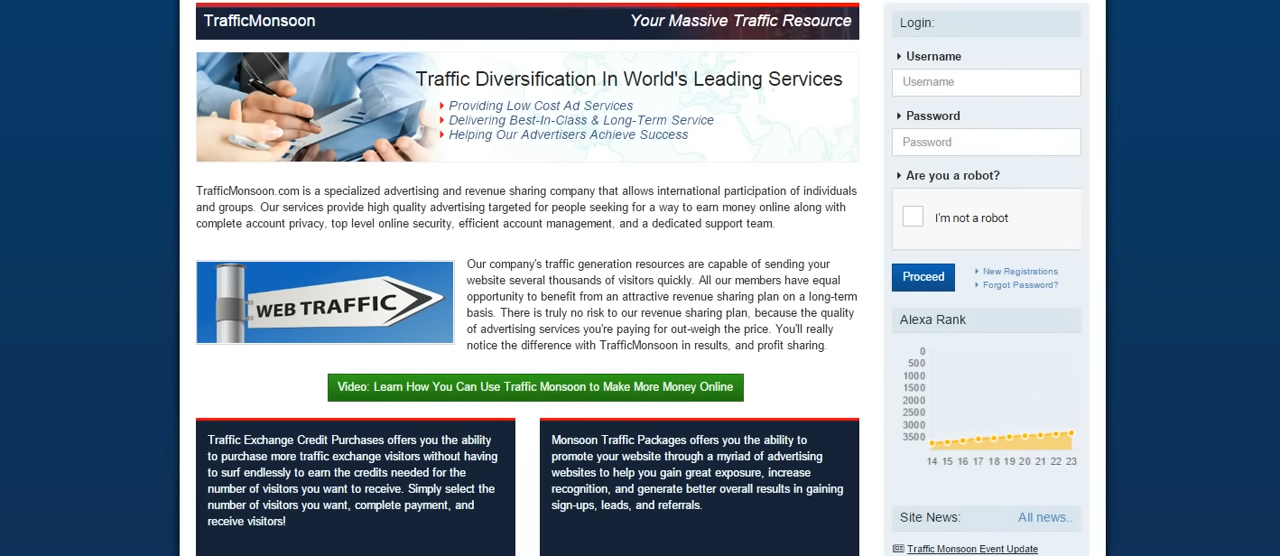 TrafficMonsoon
Your Massive Traffic Resource
Traffic Diversification In World's Leading Services
Providing Low Cost Ad Services
Delivering Best-In-Class & Long-Term Service
Helping Our Advertisers Achieve Success
TrafficMonsoon.com is a specialized advertising and revenue sharing company that allows international participation of individuals
and groups. Our services provide high quality advertising targeted for people seeking for a way to earn money online along with
complete account privacy, top level online security, efficient account management, and a dedicated support team.
WEB TRAFFIC
Our company's traffic generation resources are capable of sending your
website several thousands of visitors quickly. All our members have equal
opportunity to benefit from an attractive revenue sharing plan on a long-term
basis. There is truly no risk to our revenue sharing plan, because the quality
of advertising services you're paying for out-weigh the price. You'll really
notice the difference with TrafficMonsoon in results, and profit sharing.
Video: Learn How You Can Use Traffic Monsoon to Make More Money Online
Traffic Exchange Credit Purchases offers you the ability
to purchase more traffic exchange visitors without having
to surf endlessly to earn the credits needed for the
number of visitors you want to receive. Simply select the
number of visitors you want, complete payment, and
receive visitors!
Monsoon Traffic Packages offers you the ability to
promote your website through a myriad of advertising
websites to help you gain great exposure, increase
recognition, and generate better overall results in gaining
sign-ups, leads, and referrals.
Login:
Username
Username
Password
Password
Are you a robot?
I'm not a robot
Proceed
New Registrations
Forgot Password?
Alexa Rank
0
500
1000
1500
2000
2500
3000
3500
14 15 16 17 18 19 20 21 22 23
Site News:
All news..
Traffic Monsoon Event Update